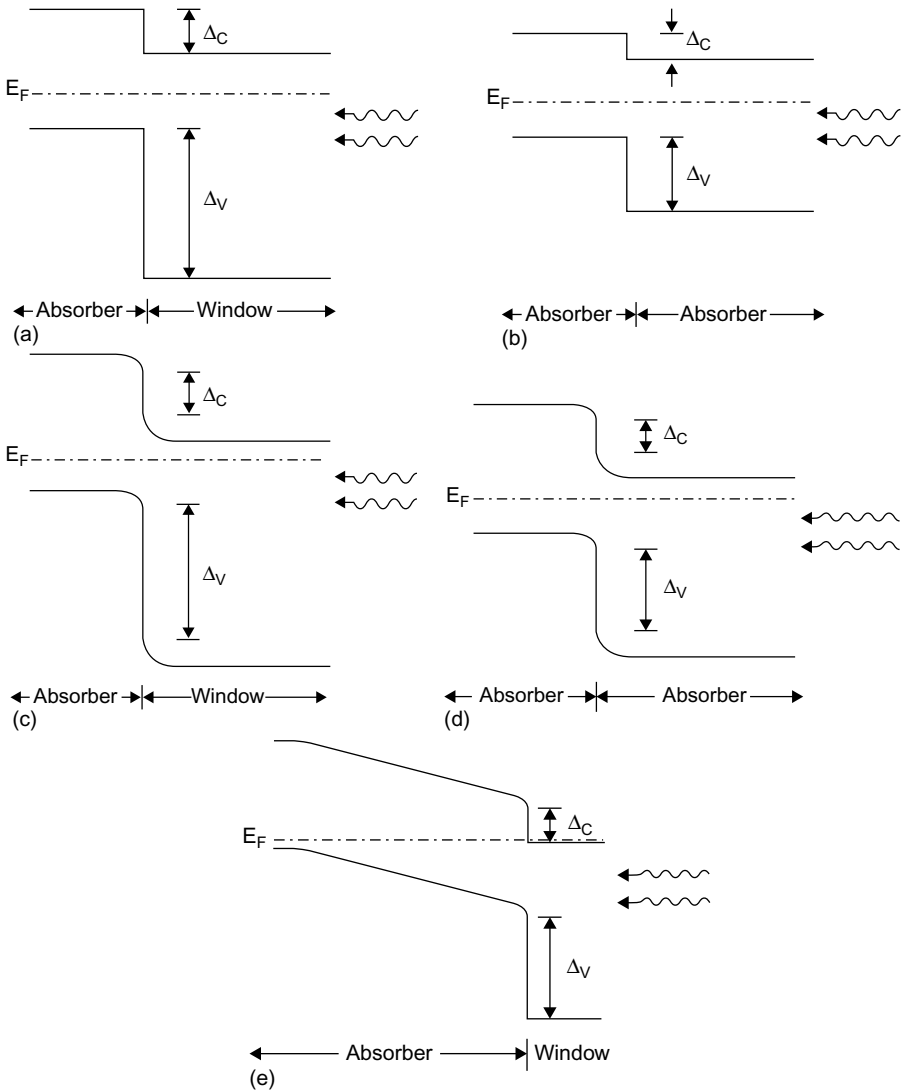 Δ_C
E_F
Δ_V
Absorber
Window
(a)
Δ_C
E_F
Δ_V
Absorber
Absorber
(b)
Δ_C
E_F
Δ_V
Absorber
Window
(c)
Δ_C
E_F
Δ_V
Absorber
Absorber
(d)
Δ_C
E_F
Δ_V
Absorber
Window
(e)